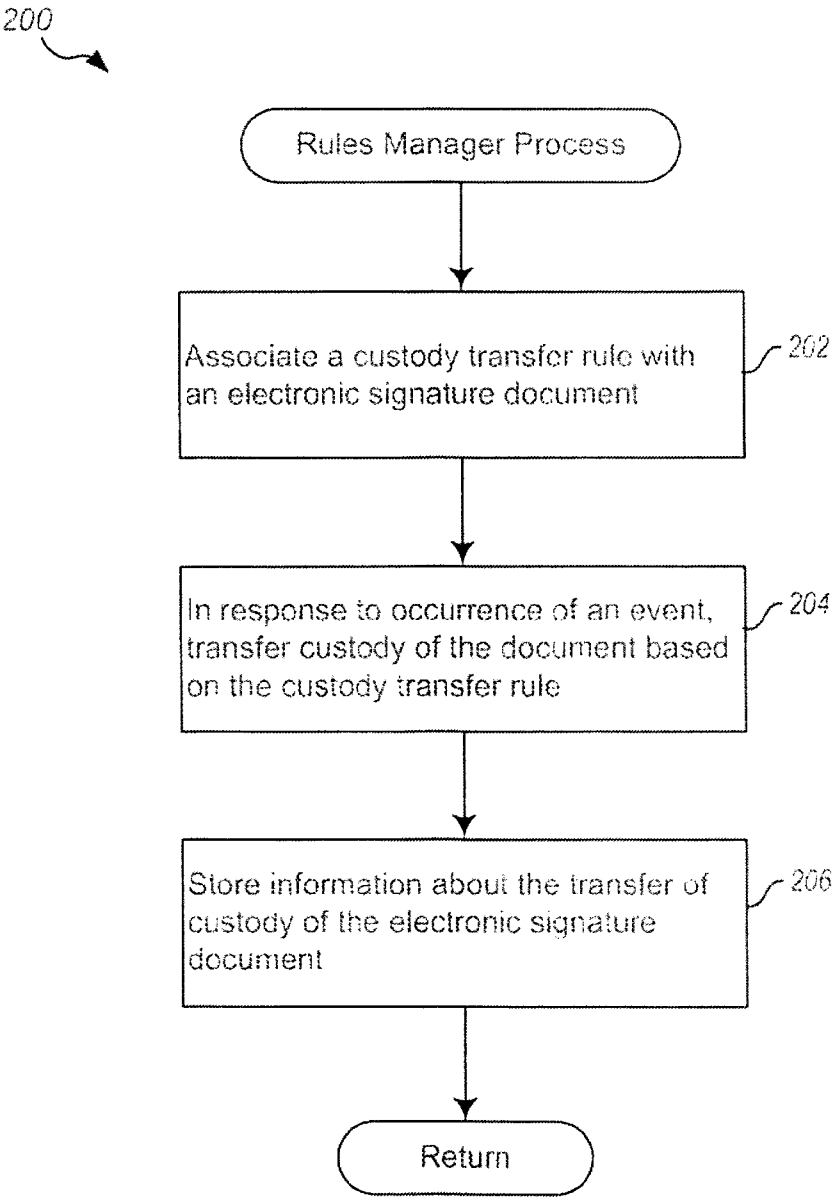 200
Rules Manager Process
Associate a custody transfer rule with
an electronic signature document
202
In response to occurrence of an event,
transfer custody of the document based
on the custody transfer rule
204
Store information about the transfer of
custody of the electronic signature
document
206
Return